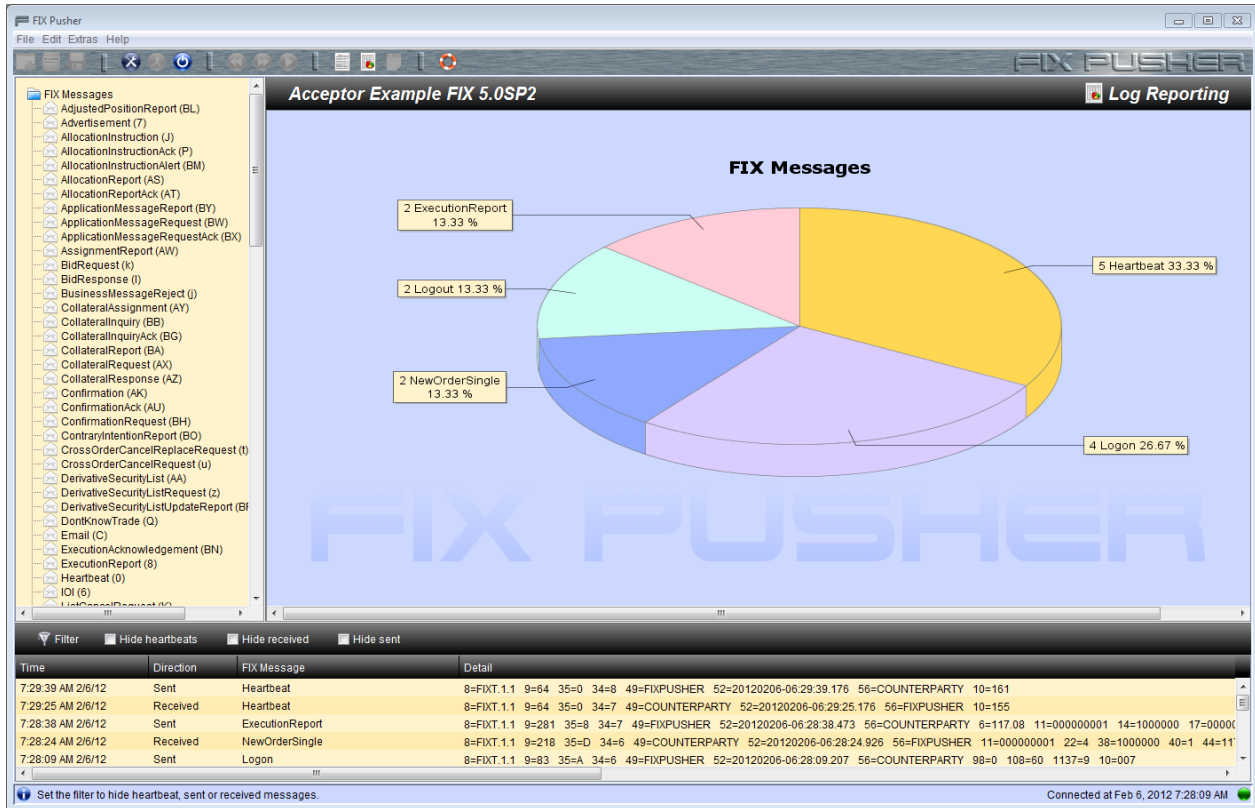 FIX Pusher
File Edit Extras Help
FIX PUSHER
FIX Messages
AdjustedPositionReport (BL)
Advertisement (7)
AllocationInstruction (J)
AllocationInstructionAck (P)
AllocationInstructionAlert (BM)
AllocationReport (AS)
AllocationReportAck (AT)
ApplicationMessageReport (BY)
ApplicationMessageRequest (BW)
ApplicationMessageRequestAck (BX)
AssignmentReport (AW)
BidRequest (k)
BidResponse (l)
BusinessMessageReject (j)
CollateralAssignment (AY)
CollateralInquiry (BB)
CollateralInquiryAck (BG)
CollateralReport (BA)
CollateralRequest (AX)
CollateralResponse (AZ)
Confirmation (AK)
ConfirmationAck (AU)
ConfirmationRequest (BH)
ContraryIntentionReport (BO)
CrossOrderCancelReplaceRequest (t)
CrossOrderCancelRequest (u)
DerivativeSecurityList (AA)
DerivativeSecurityListRequest (z)
DerivativeSecurityListUpdateReport
DontKnowTrade (Q)
Email (C)
ExecutionAcknowledgement (BN)
ExecutionReport (8)
Heartbeat (0)
IOI (6)
Acceptor Example FIX 5.0SP2
Log Reporting
FIX Messages
2 ExecutionReport
13.33 %
5 Heartbeat 33.33 %
2 Logout 13.33 %
2 NewOrderSingle
13.33 %
4 Logon 26.67 %
FIX PUSHER
Filter Hide heartbeats Hide received Hide sent
Time Direction FIX Message Detail
7:29:39 AM 2/6/12 Sent Heartbeat 8=FIXT.1.1 9=64 35=0 34=8 49=FIXPUSHER 52=20120206-06:29:39.176 56=COUNTERPARTY 10=161
7:29:25 AM 2/6/12 Received Heartbeat 8=FIXT.1.1 9=64 35=0 34=7 49=COUNTERPARTY 52=20120206-06:29:25.176 56=FIXPUSHER 10=155
7:28:38 AM 2/6/12 Sent ExecutionReport 8=FIXT.1.1 9=281 35=8 34=7 49=FIXPUSHER 52=20120206-06:28:38.473 56=COUNTERPARTY 6=117.08 11=000000001 14=1000000 17=00000
7:28:24 AM 2/6/12 Received NewOrderSingle 8=FIXT.1.1 9=218 35=D 34=6 49=COUNTERPARTY 52=20120206-06:28:24.926 56=FIXPUSHER 11=000000001 22=4 38=1000000 40=1 44=11
7:28:09 AM 2/6/12 Sent Logon 8=FIXT.1.1 9=83 35=A 34=6 49=FIXPUSHER 52=20120206-06:28:09.207 56=COUNTERPARTY 98=0 108=60 1137=9 10=007
Set the filter to hide heartbeat, sent or received messages.
Connected at Feb 6, 2012 7:28:09 AM